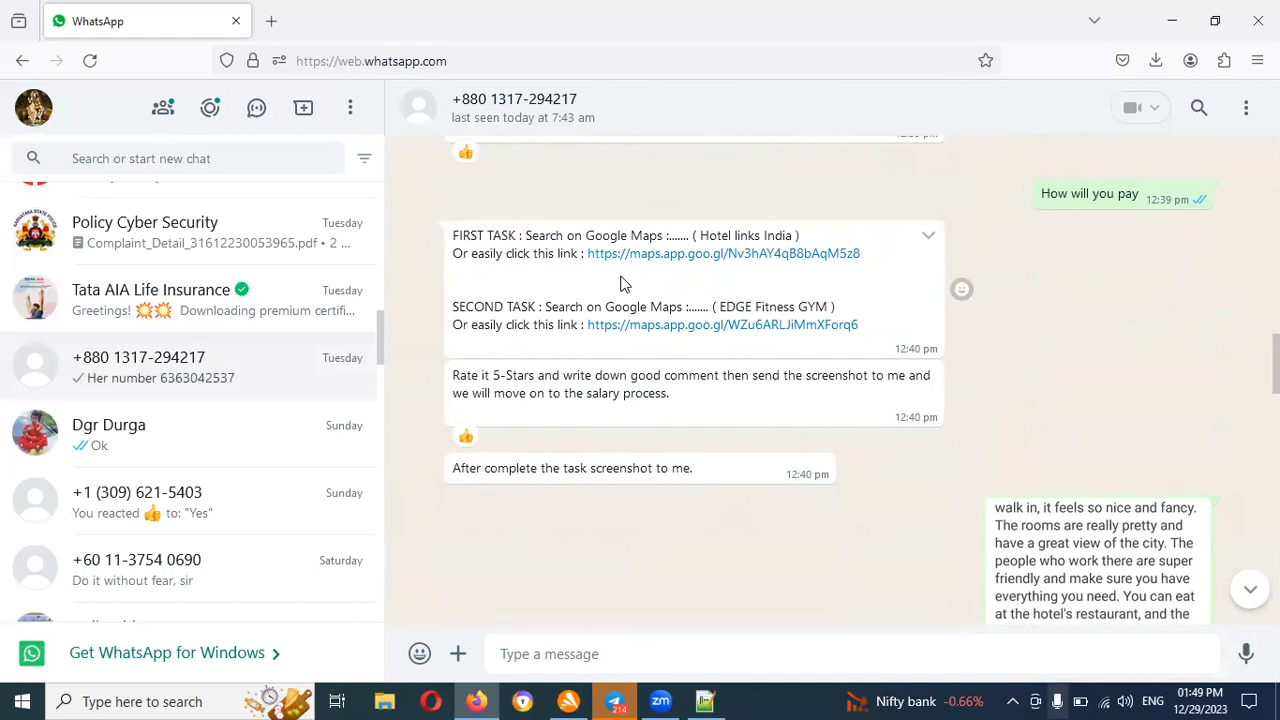 WhatsApp
https://web.whatsapp.com
+880 1317-294217
last seen today at 7:43 am
Search or start new chat
Policy Cyber Security
Tuesday
Complaint_Detail_31612230053965.pdf • 2 ...
Tata AIA Life Insurance
Tuesday
Greetings! 💥💥 Downloading premium certifi...
+880 1317-294217
Tuesday
Her number 6363042537
Dgr Durga
Sunday
Ok
+1 (309) 621-5403
Sunday
You reacted 👍 to: "Yes"
+60 11-3754 0690
Saturday
Do it without fear, sir
Get WhatsApp for Windows
How will you pay
12:39 pm
FIRST TASK : Search on Google Maps :....... ( Hotel links India )
Or easily click this link : https://maps.app.goo.gl/Nv3hAY4qB8bAqM5z8
SECOND TASK : Search on Google Maps :....... ( EDGE Fitness GYM )
Or easily click this link : https://maps.app.goo.gl/WZu6ARLJiMmXForq6
12:40 pm
Rate it 5-Stars and write down good comment then send the screenshot to me and
we will move on to the salary process.
12:40 pm
After complete the task screenshot to me.
12:40 pm
walk in, it feels so nice and fancy.
The rooms are really pretty and
have a great view of the city. The
people who work there are super
friendly and make sure you have
everything you need. You can eat
at the hotel's restaurant, and the
Type a message
Type here to search
214
zm
Nifty bank -0.66%
ENG
01:49 PM
12/29/2023